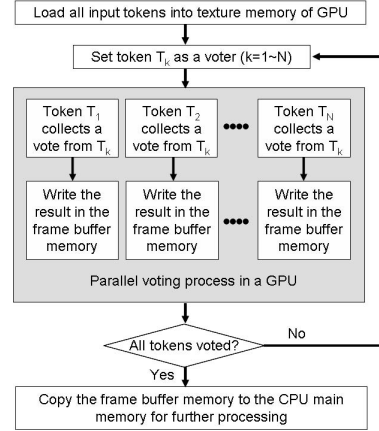 Load all input tokens into texture memory of GPU
Set token Tk as a voter (k=1~N)
Token T1
collects a
vote from Tk
Token T2
collects a
vote from Tk
Token TN
collects a
vote from Tk
Write the
result in the
frame buffer
memory
Write the
result in the
frame buffer
memory
Write the
result in the
frame buffer
memory
Parallel voting process in a GPU
All tokens voted?
No
Yes
Copy the frame buffer memory to the CPU main
memory for further processing